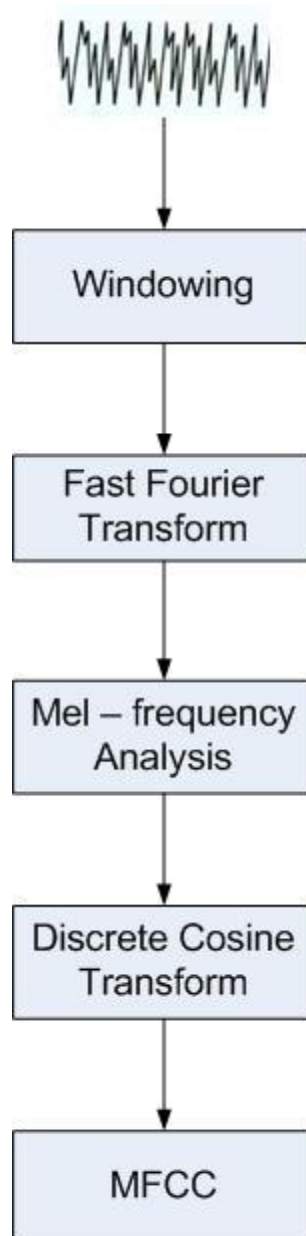 Windowing
Fast Fourier
Transform
Mel – frequency
Analysis
Discrete Cosine
Transform
MFCC